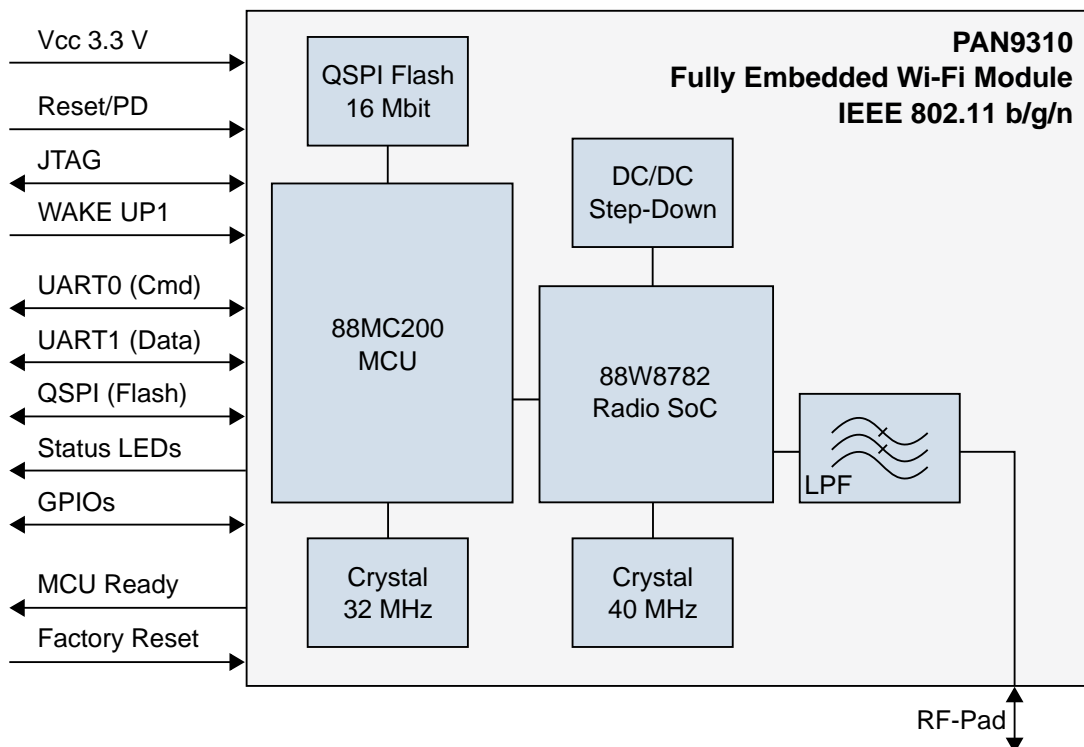 Vcc 3.3 V
Reset/PD
JTAG
WAKE UP1
UART0 (Cmd)
UART1 (Data)
QSPI (Flash)
Status LEDs
GPIOs
MCU Ready
Factory Reset
PAN9310
Fully Embedded Wi-Fi Module
IEEE 802.11 b/g/n
QSPI Flash
16 Mbit
DC/DC
Step-Down
88MC200
MCU
88W8782
Radio SoC
LPF
Crystal
32 MHz
Crystal
40 MHz
RF-Pad